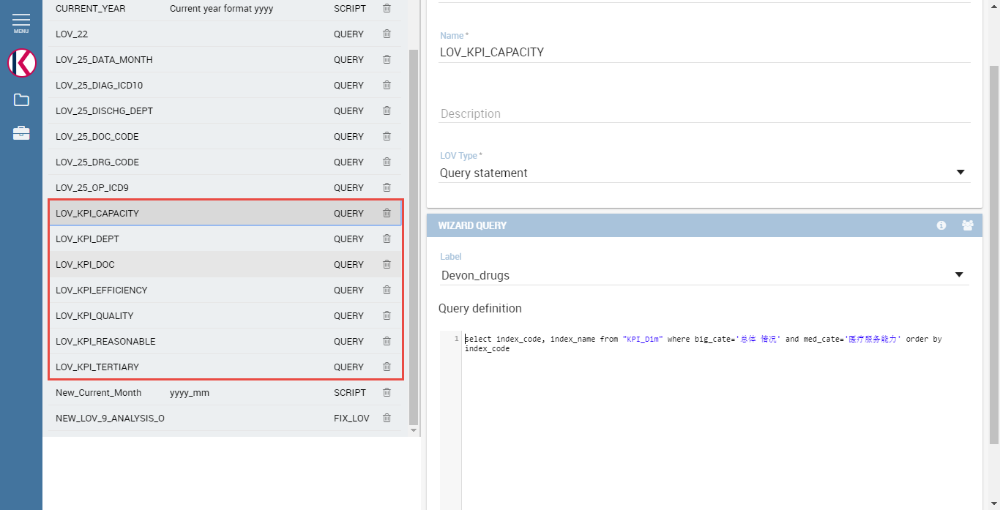 MENU
CURRENT_YEAR Current year format yyyy SCRIPT
LOV_22 QUERY
LOV_25_DATA_MONTH QUERY
LOV_25_DIAG_ICD10 QUERY
LOV_25_DISCHG_DEPT QUERY
LOV_25_DOC_CODE QUERY
LOV_25_DRG_CODE QUERY
LOV_25_OP_ICD9 QUERY
LOV_KPI_CAPACITY QUERY
LOV_KPI_DEPT QUERY
LOV_KPI_DOC QUERY
LOV_KPI_EFFICIENCY QUERY
LOV_KPI_QUALITY QUERY
LOV_KPI_REASONABLE QUERY
LOV_KPI_TERTIARY QUERY
New_Current_Month yyyy_mm SCRIPT
NEW_LOV_9_ANALYSIS_O FIX_LOV
Name *
LOV_KPI_CAPACITY
Description
LOV Type *
Query statement
WIZARD QUERY
Label
Devon_drugs
Query definition
1 select index_code, index_name from "KPI_Dim" where big_cate='总体 情况' and med_cate='医疗服务能力' order by
index_code